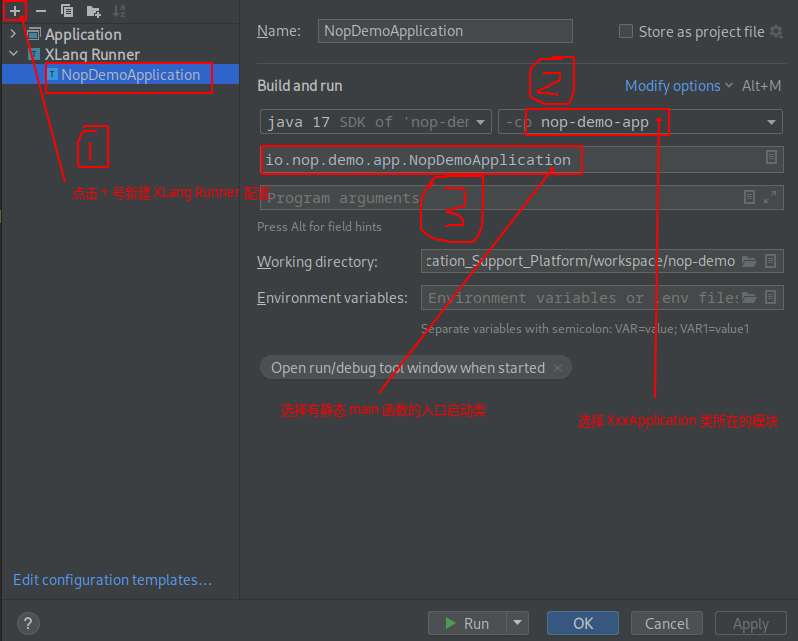 Application
XLang Runner
NopDemoApplication
1
点击 + 号新建 XLang Runner 配置
Edit configuration templates...
Name:
NopDemoApplication
Store as project file
Build and run
2
Modify options
Alt+M
java 17 SDK of 'nop-der
-cp nop-demo-app
io.nop.demo.app.NopDemoApplication
Program arguments
3
Press Alt for field hints
Working directory:
cation_Support_Platform/workspace/nop-demo
Environment variables:
Environment variables or .env files
Separate variables with semicolon: VAR=value; VAR1=value1
Open run/debug tool window when started
选择有静态 main 函数的入口启动类
选择 XxxApplication 类所在的模块
?
Run
OK
Cancel
Apply